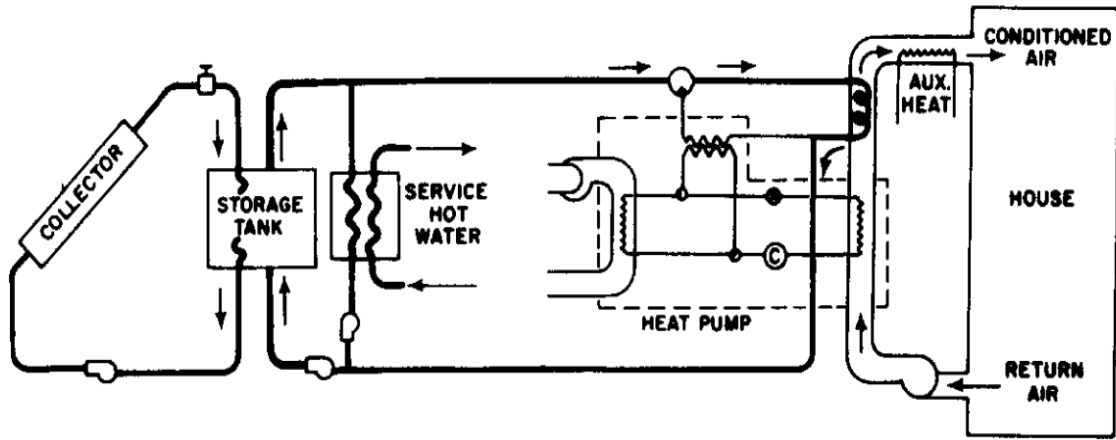 COLLECTOR
STORAGE
TANK
SERVICE
HOT
WATER
HEAT PUMP
C
CONDITIONED
AIR
AUX.
HEAT
HOUSE
RETURN
AIR